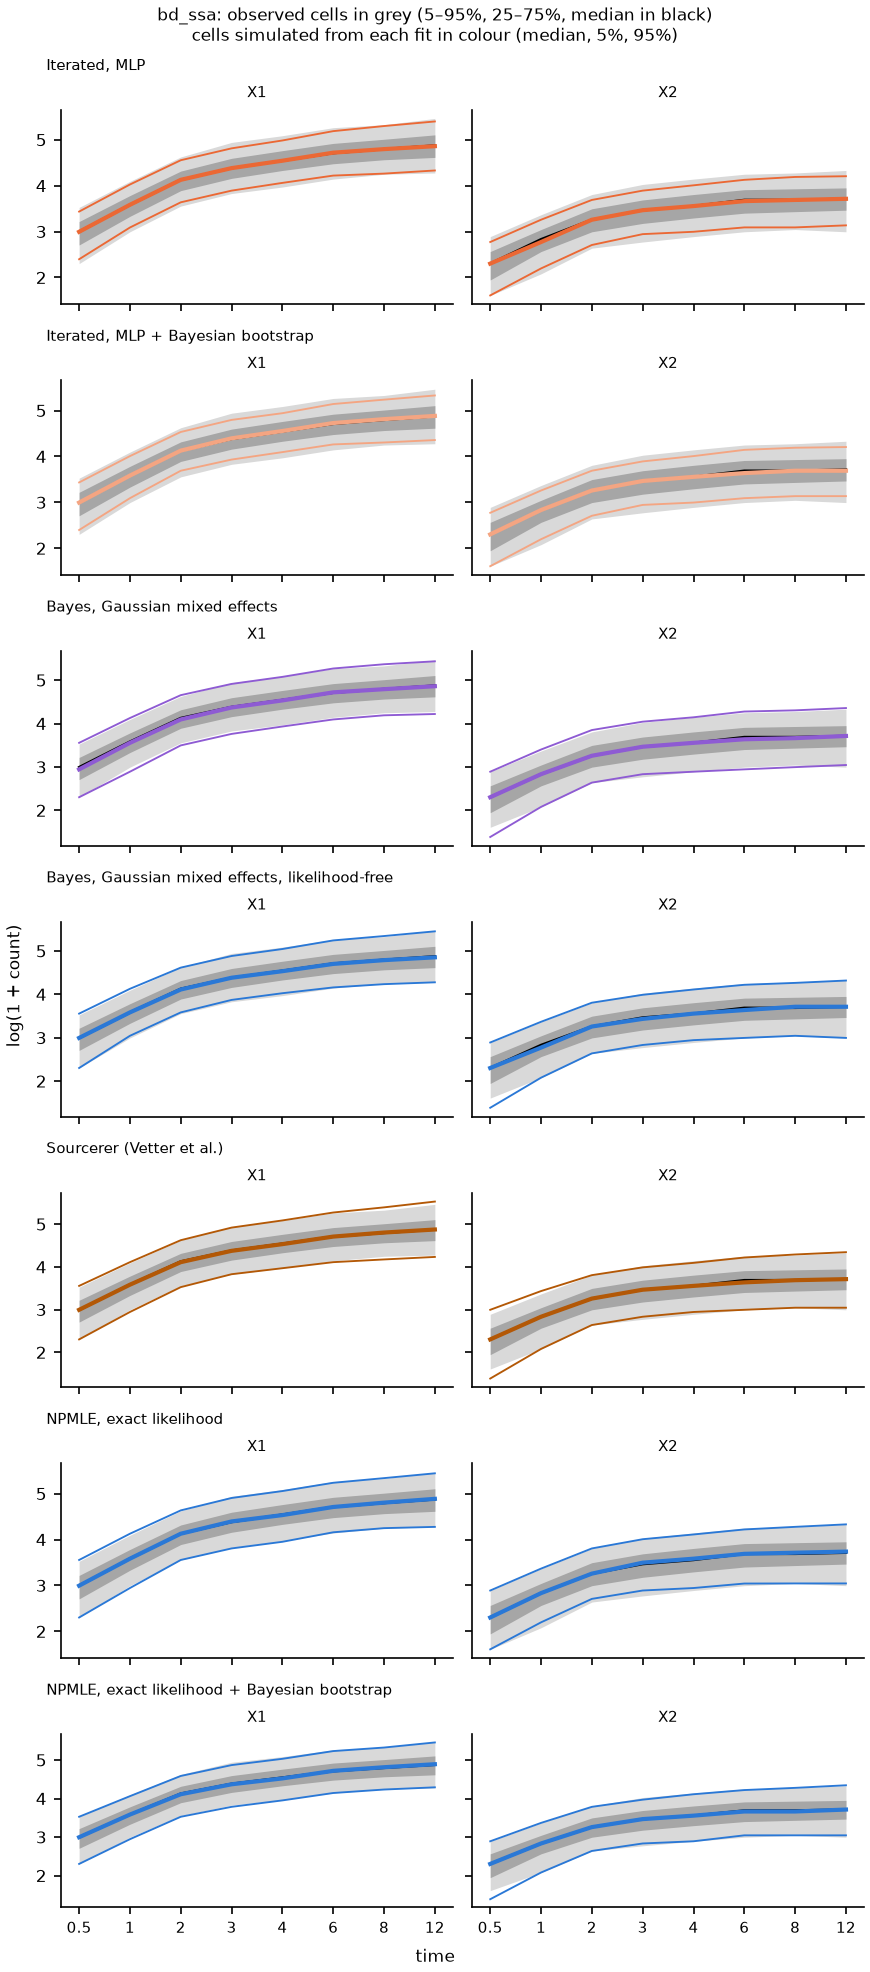 bd_ssa: observed cells in grey (5–95%, 25–75%, median in black)
cells simulated from each fit in colour (median, 5%, 95%)
Iterated, MLP
X1
X2
5
4
3
2
Iterated, MLP + Bayesian bootstrap
X1
X2
5
4
3
2
Bayes, Gaussian mixed effects
X1
X2
5
4
3
2
Bayes, Gaussian mixed effects, likelihood-free
X1
X2
5
4
3
2
log(1 + count)
Sourcerer (Vetter et al.)
X1
X2
5
4
3
2
NPMLE, exact likelihood
X1
X2
5
4
3
2
NPMLE, exact likelihood + Bayesian bootstrap
X1
X2
5
4
3
2
0.5 1 2 3 4 6 8 12
0.5 1 2 3 4 6 8 12
time